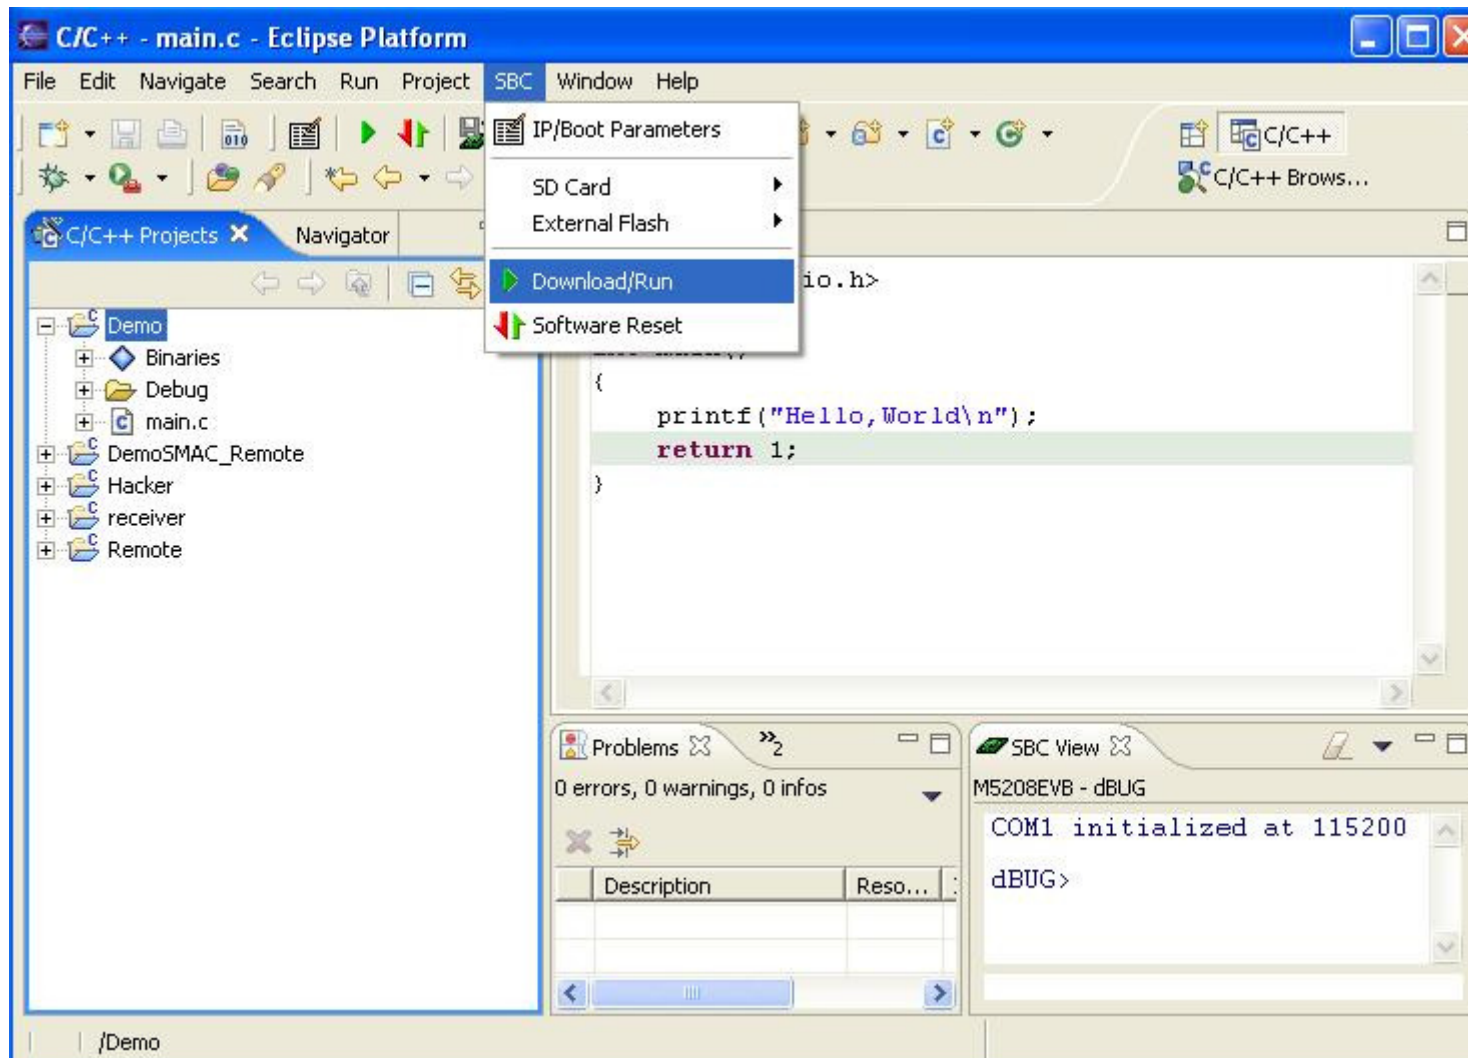 C/C++ - main.c - Eclipse Platform
File Edit Navigate Search Run Project SBC Window Help
IP/Boot Parameters
SD Card
External Flash
Download/Run
Software Reset
010
C/C++
C/C++ Brows...
C/C++ Projects Navigator
Demo
Binaries
Debug
main.c
DemoSMAC_Remote
Hacker
receiver
Remote
io.h>
{
printf("Hello,World\n");
return 1;
}
Problems
2
0 errors, 0 warnings, 0 infos
Description Reso...
SBC View
M5208EVB - dBUG
COM1 initialized at 115200
dBUG>
/Demo